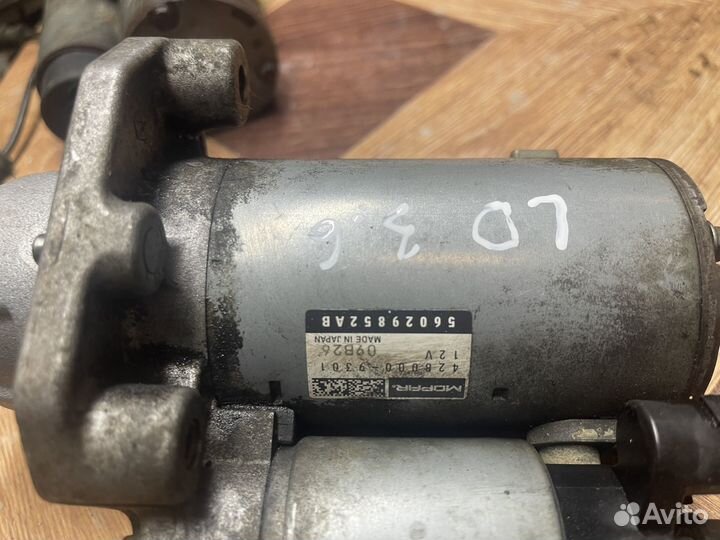 LD 3.6
MOPAR
428000-9301
12V
09B26
MADE IN JAPAN
56029852AB
Avito